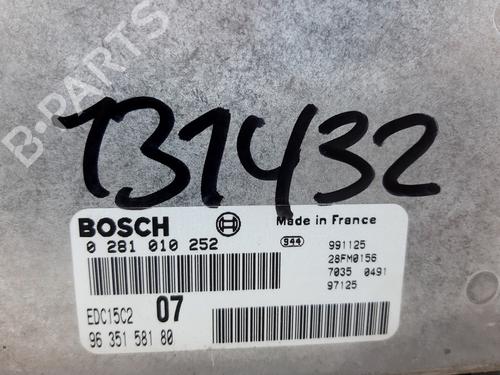 B-PARTS
131432
BOSCH
Made in France
0 281 010 252
944 991125
28FM0156
7035 0491
97125
EDC15C2 07
96 351 581 80